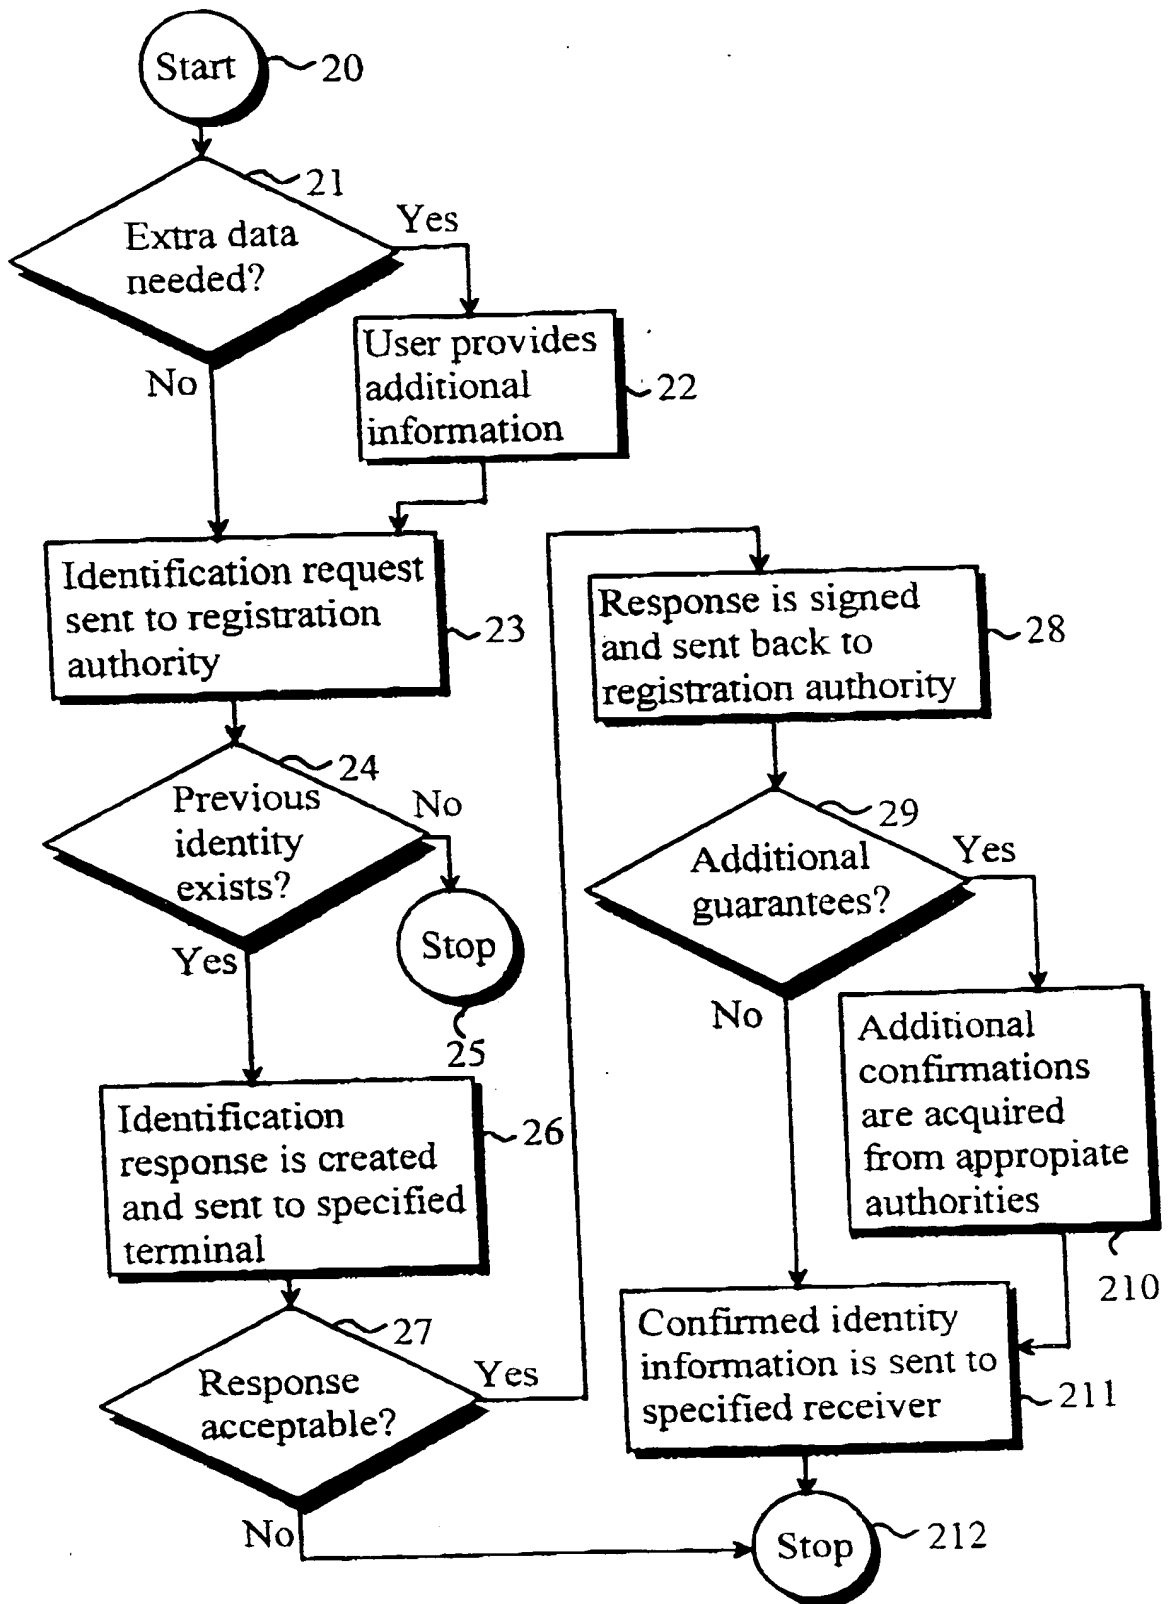 Start
20
21
Extra data
needed?
Yes
No
User provides
additional
information
22
Identification request
sent to registration
authority
23
24
Previous
identity
exists?
No
Yes
Stop
25
Identification
response is created
and sent to specified
terminal
26
27
Response
acceptable?
Yes
No
Response is signed
and sent back to
registration authority
28
29
Additional
guarantees?
Yes
No
Additional
confirmations
are acquired
from appropiate
authorities
210
Confirmed identity
information is sent to
specified receiver
211
Stop
212